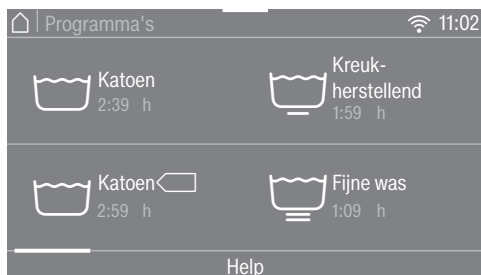 Programma's 11:02
Katoen
2:39 h
Kreuk-
herstellend
1:59 h
Katoen
2:59 h
Fijne was
1:09 h
Help